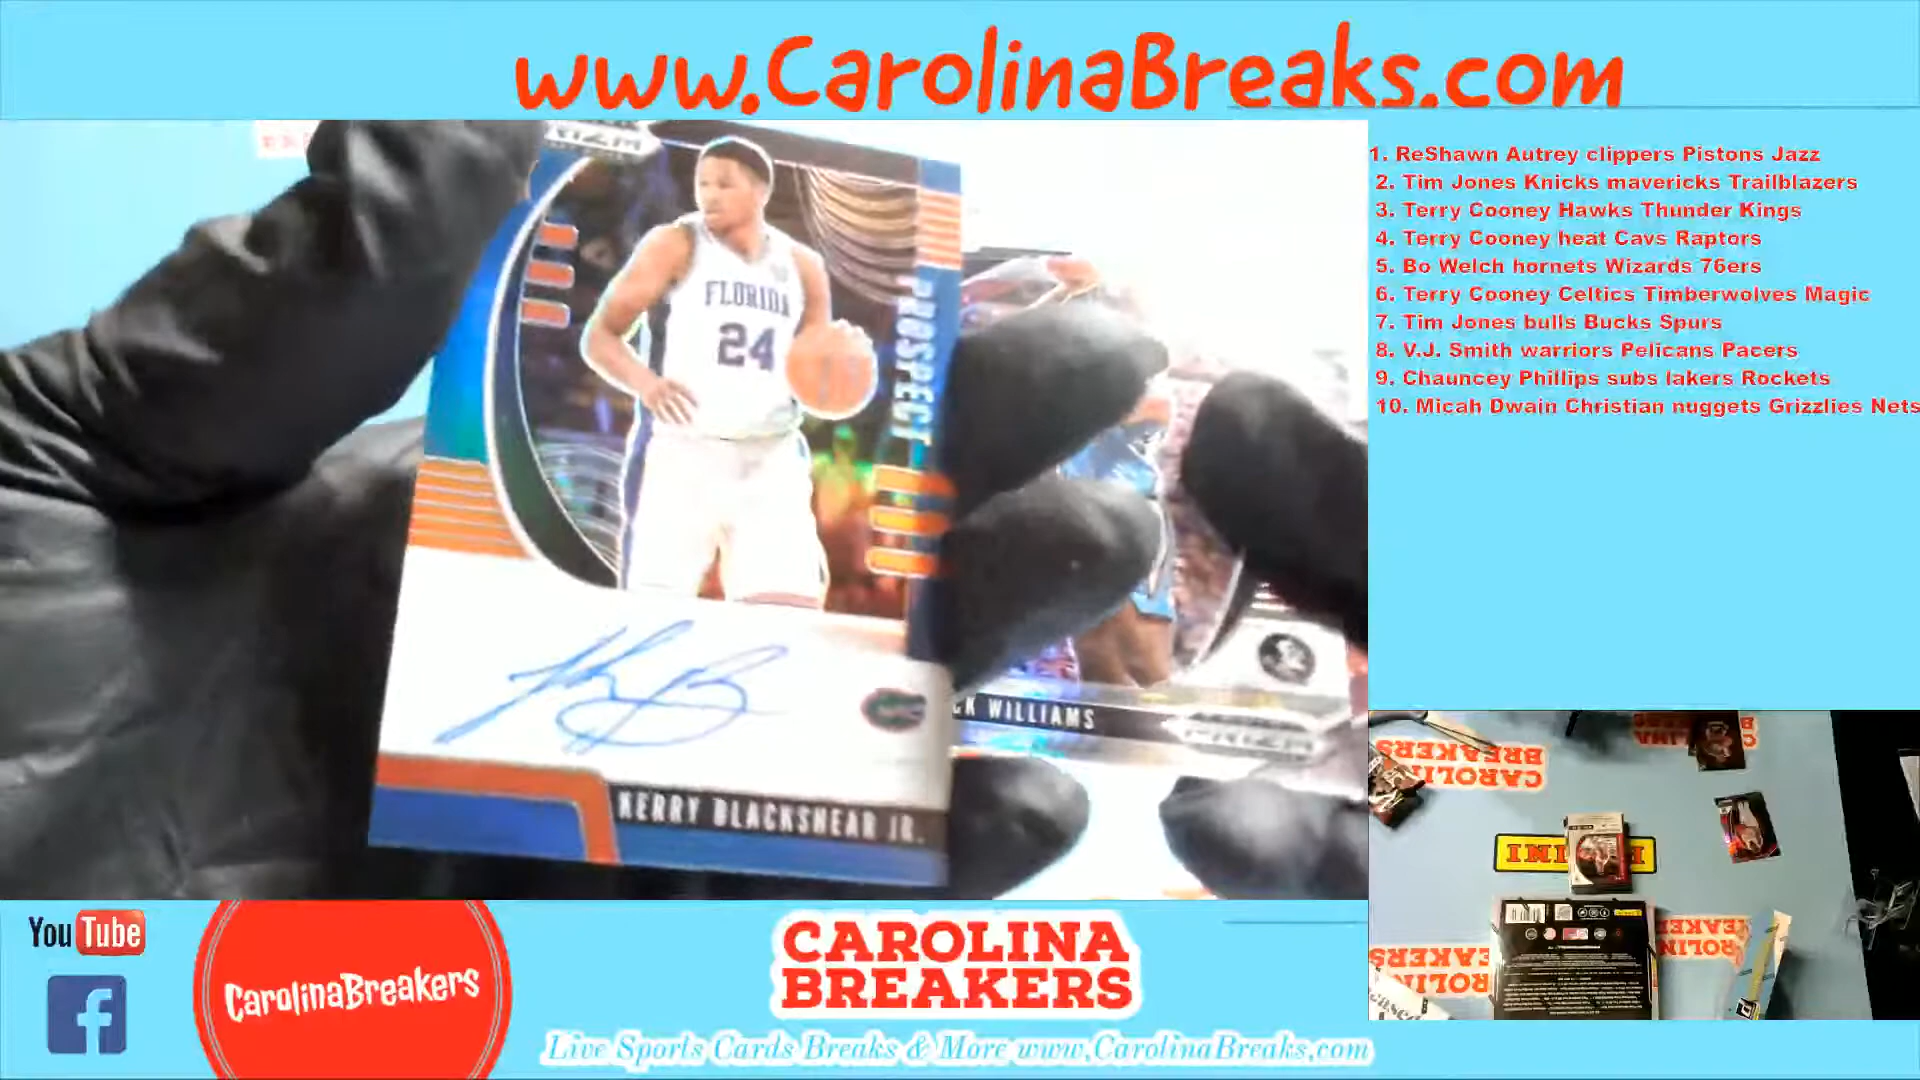 www.CarolinaBreaks.com
1. ReShawn Autrey clippers Pistons Jazz
2. Tim Jones Knicks mavericks Trailblazers
3. Terry Cooney Hawks Thunder Kings
4. Terry Cooney heat Cavs Raptors
5. Bo Welch hornets Wizards 76ers
6. Terry Cooney Celtics Timberwolves Magic
7. Tim Jones bulls Bucks Spurs
8. V.J. Smith warriors Pelicans Pacers
9. Chauncey Phillips subs lakers Rockets
10. Micah Dwain Christian nuggets Grizzlies Nets
FLORIDA
24
PROSPECT
WILLIAMS
PRIZM
KERRY BLACKSHEAR JR.
CAROLINA
BREAKERS
PANINI
YouTube
CarolinaBreakers
CAROLINA
BREAKERS
Live Sports Cards Breaks & More www.CarolinaBreaks.com